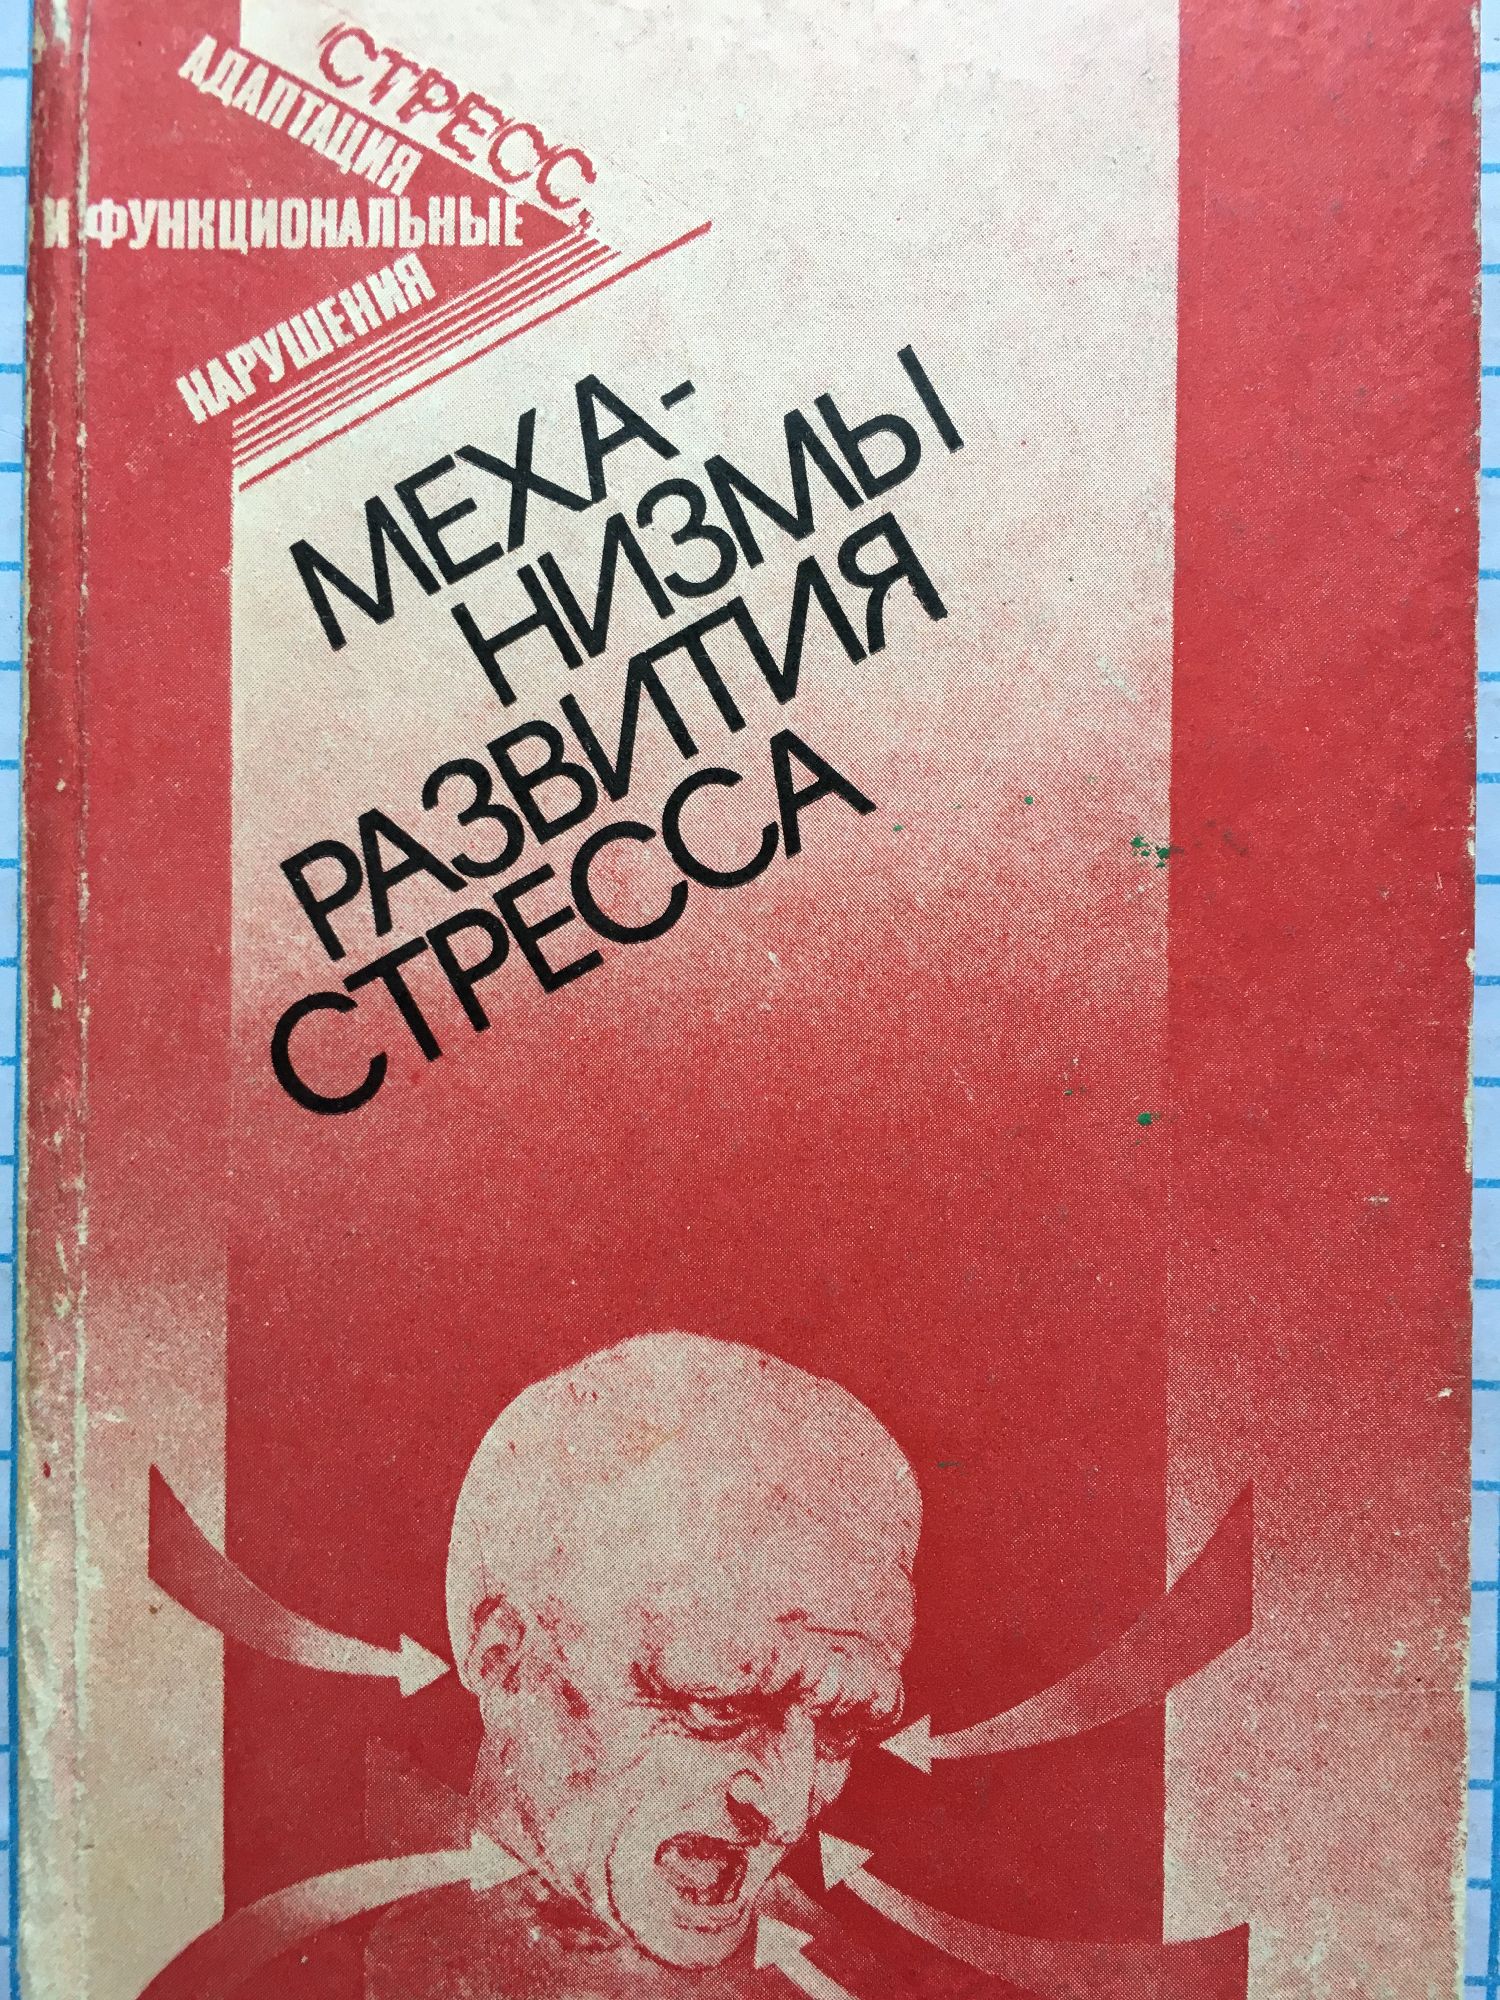 СТРЕСС,
АДАПТАЦИЯ
И ФУНКЦИОНАЛЬНЫЕ
НАРУШЕНИЯ
МЕХА-
НИЗМЫ
РАЗВИТИЯ
СТРЕССА